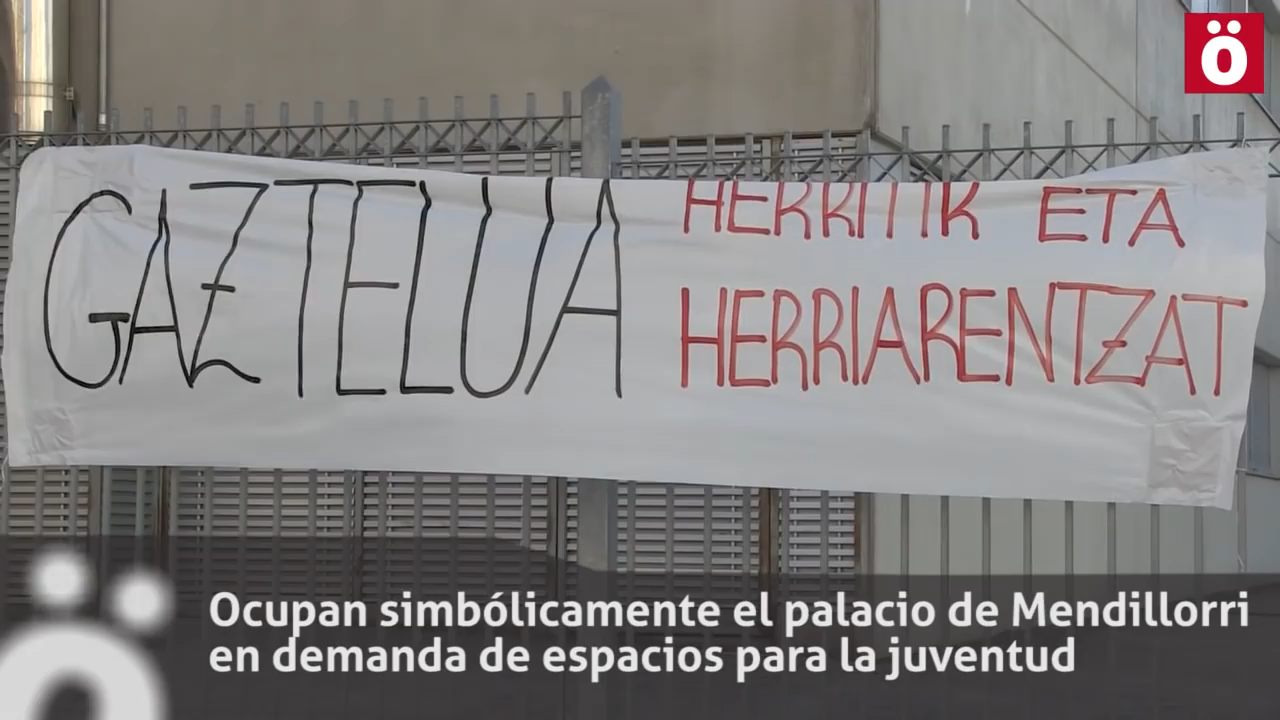 ö
GAZTELUA
HERRITIK ETA
HERRIARENTZAT
Ocupan simbólicamente el palacio de Mendillorri
en demanda de espacios para la juventud